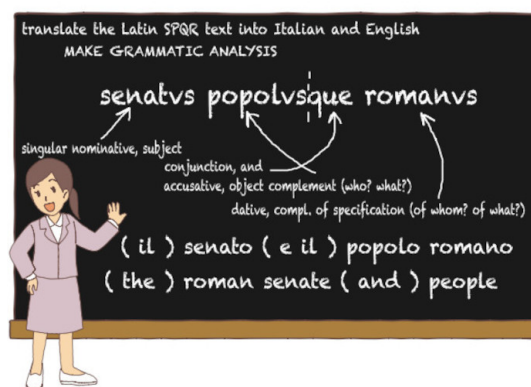 translate the Latin SPQR text into Italian and English
MAKE GRAMMATIC ANALYSIS
senatvs popolvsque romanvs
singular nominative, subject
conjunction, and
accusative, object complement (who? what?)
dative, compl. of specification (of whom? of what?)
( il ) senato ( e il ) popolo romano
( the ) roman senate ( and ) people